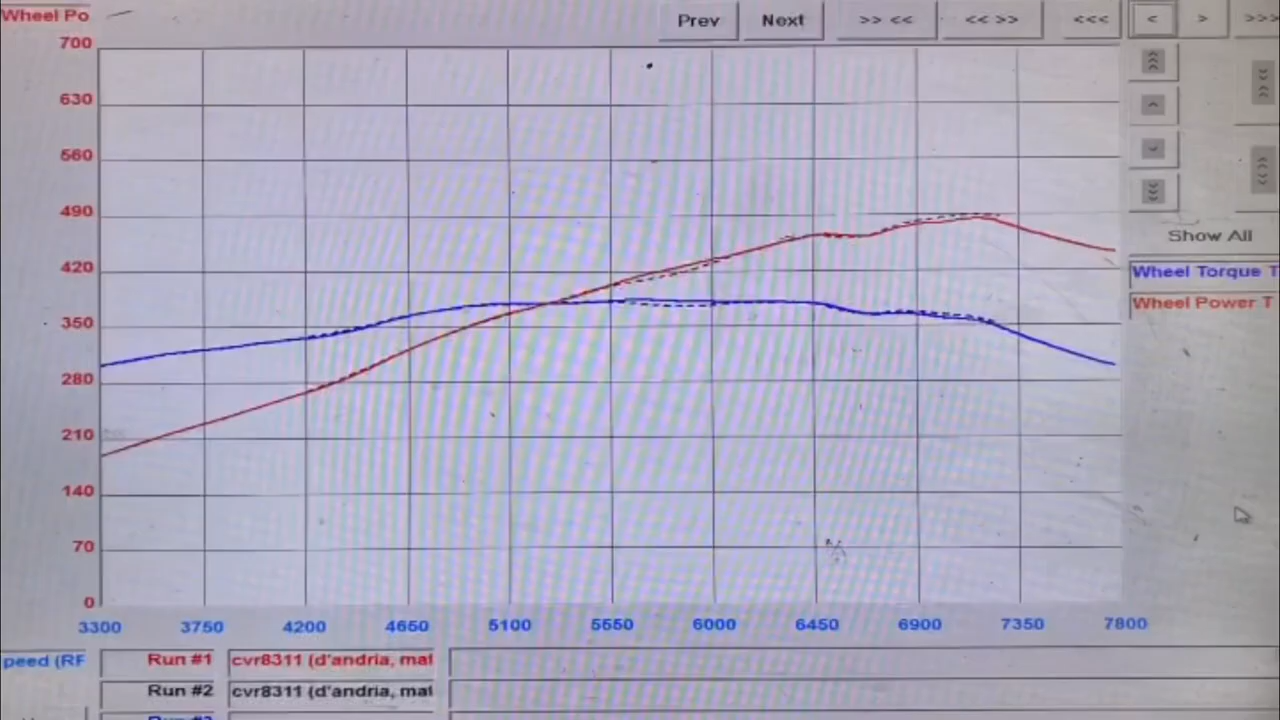 Wheel Po
Prev Next >> << << >> <<< < > >>>
700
630
560
490
420
350
280
210
140
70
0
3300 3750 4200 4650 5100 5550 6000 6450 6900 7350 7800
Show All
Wheel Torque T
Wheel Power T
peed (RF Run #1 cvr8311 (d'andria, mat
Run #2 cvr8311 (d'andria, mat
Run #3